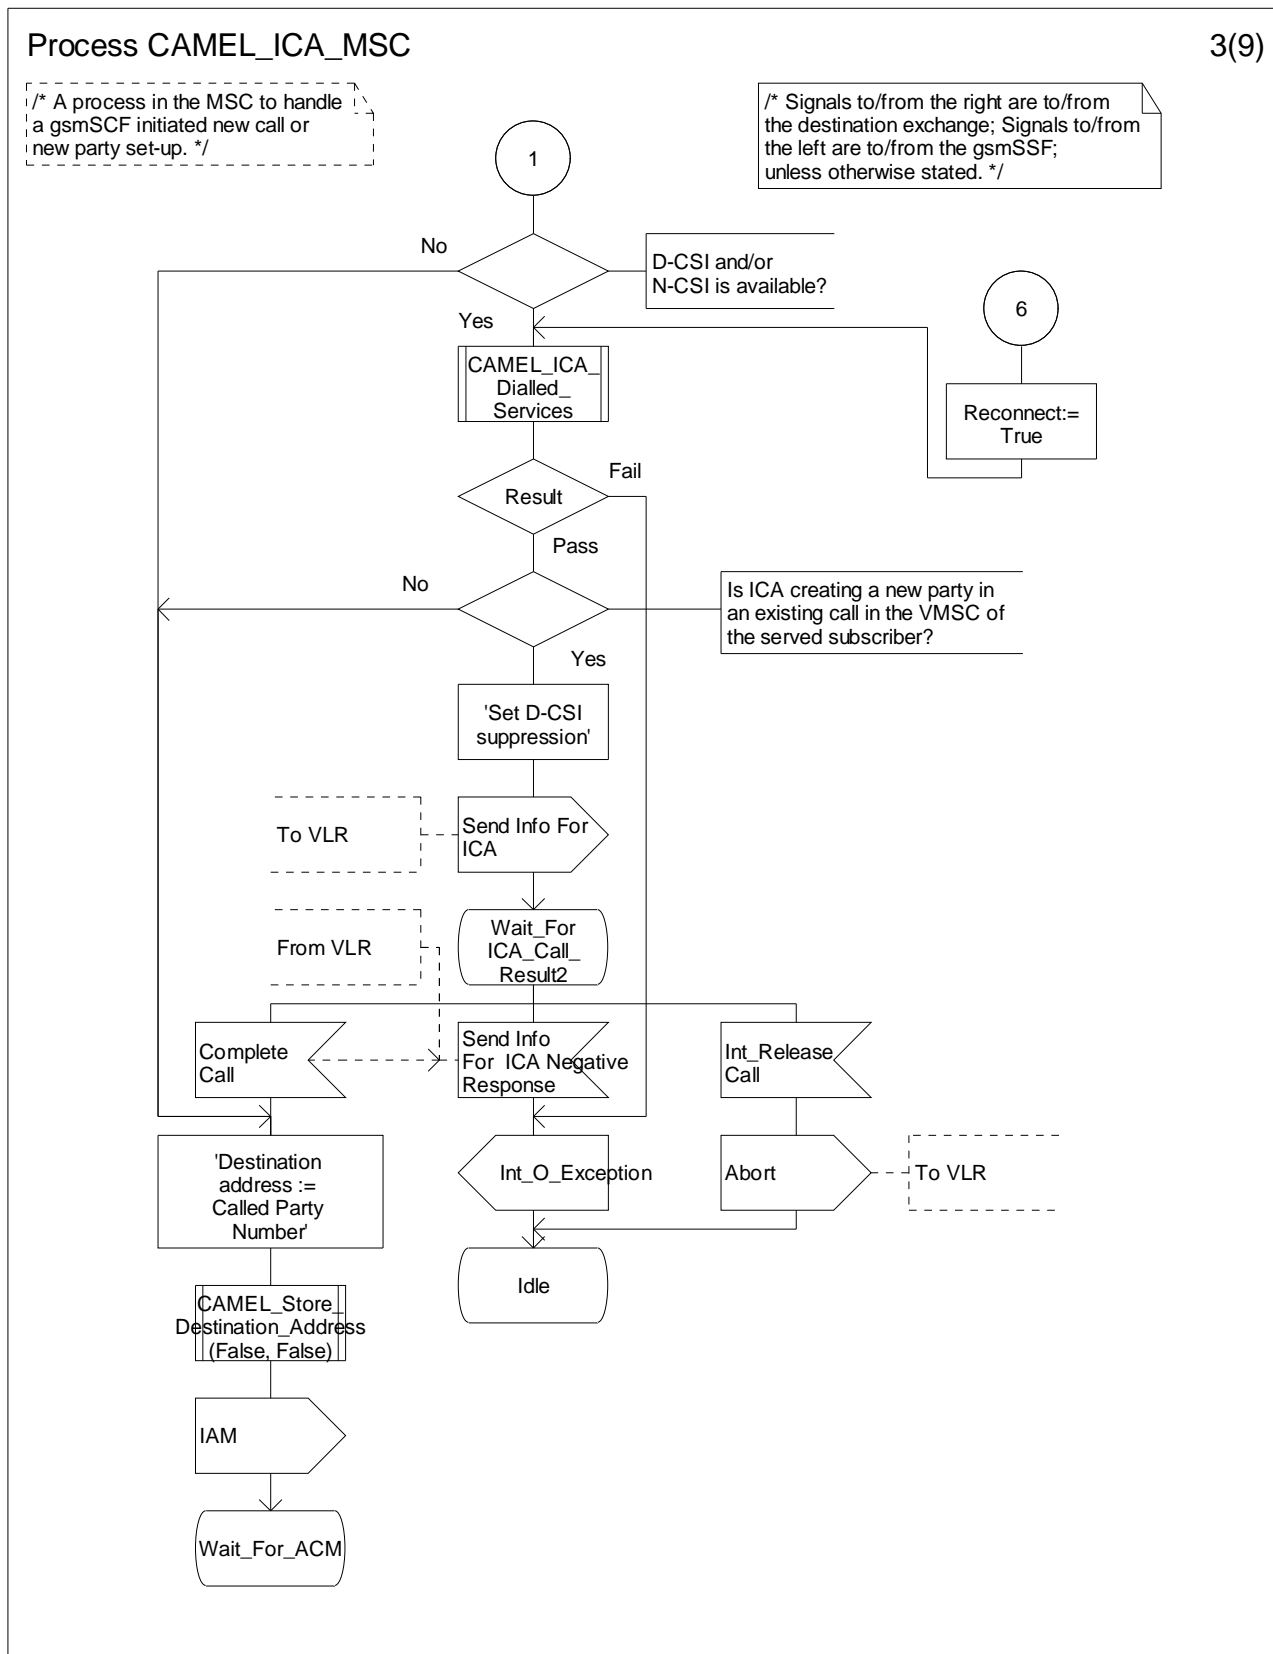 Process CAMEL_ICA_MSC
3(9)
/* A process in the MSC to handle
a gsmSCF initiated new call or
new party set-up. */
/* Signals to/from the right are to/from
the destination exchange; Signals to/from
the left are to/from the gsmSSF;
unless otherwise stated. */
1
No
D-CSI and/or
N-CSI is available?
Yes
6
CAMEL_ICA_
Dialled_
Services
Reconnect:=
True
Fail
Result
Pass
No
Is ICA creating a new party in
an existing call in the VMSC of
the served subscriber?
Yes
'Set D-CSI
suppression'
To VLR
Send Info For
ICA
From VLR
Wait_For
ICA_Call_
Result2
Complete
Call
Send Info
For ICA Negative
Response
Int_Release
Call
'Destination
address :=
Called Party
Number'
Int_O_Exception
Abort
To VLR
Idle
CAMEL_Store_
Destination_Address
(False, False)
IAM
Wait_For_ACM